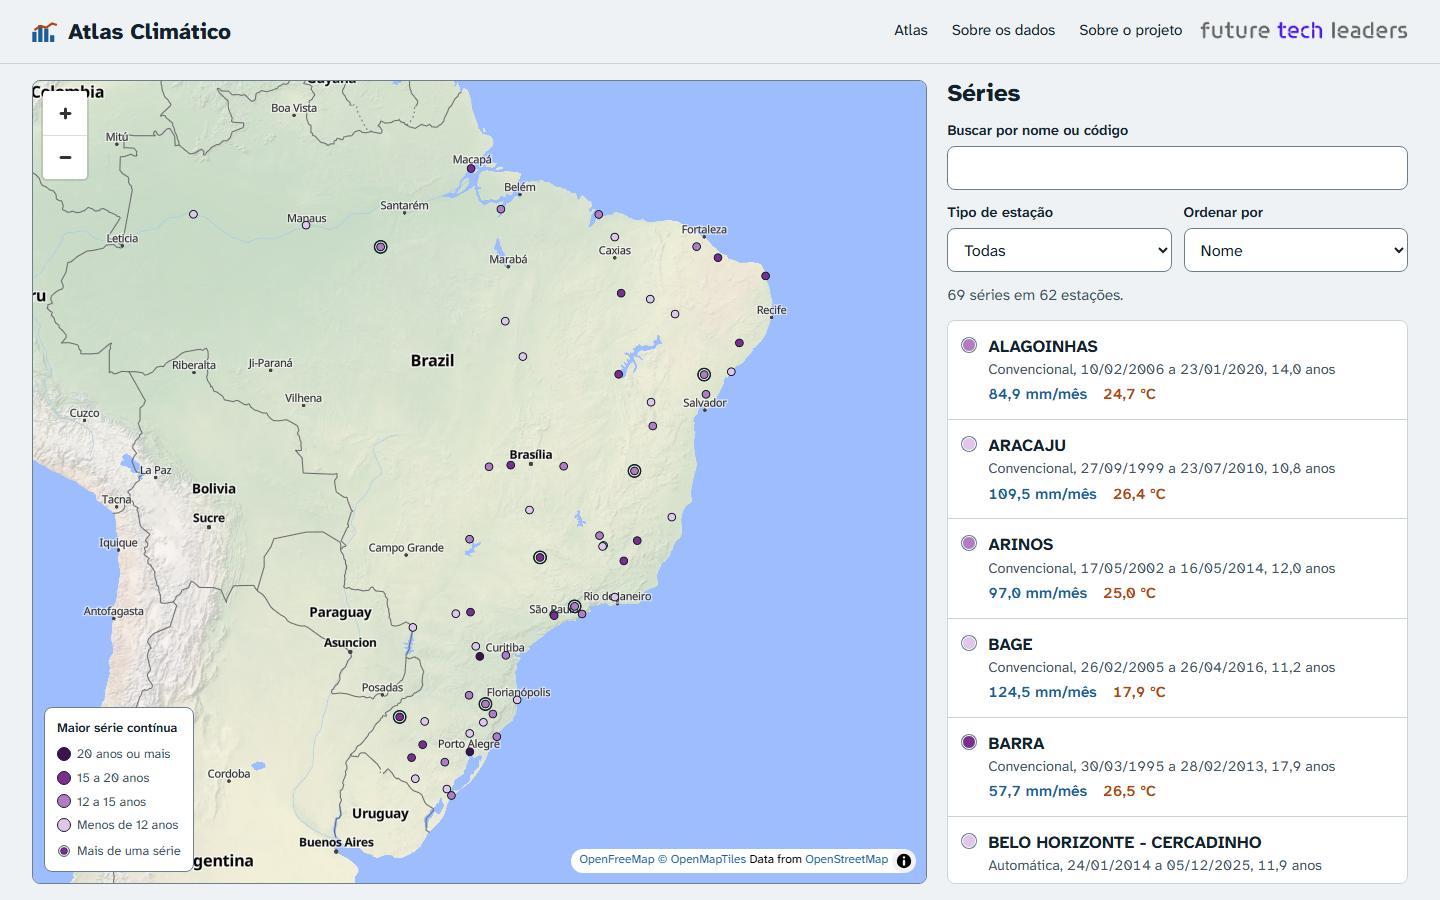 Atlas Climático
Atlas
Sobre os dados
Sobre o projeto
future tech leaders
Colombia
Guyana
Boa Vista
Mitú
Macapá
Belém
Santarém
Manaus
Leticia
Fortaleza
Caxias
Marabá
Recife
Brazil
Riberalta
Ji-Paraná
Vilhena
Cuzco
Salvador
Brasília
La Paz
Bolivia
Tacna
Sucre
Iquique
Campo Grande
Rio de Janeiro
São Paulo
Antofagasta
Paraguay
Asuncion
Curitiba
Posadas
Florianópolis
Porto Alegre
Cordoba
Uruguay
Buenos Aires
gentina
ru
+
−
Maior série contínua
20 anos ou mais
15 a 20 anos
12 a 15 anos
Menos de 12 anos
Mais de uma série
OpenFreeMap © OpenMapTiles Data from OpenStreetMap
Séries
Buscar por nome ou código
Tipo de estação
Ordenar por
Todas
Nome
69 séries em 62 estações.
ALAGOINHAS
Convencional, 10/02/2006 a 23/01/2020, 14,0 anos
84,9 mm/mês 24,7 °C
ARACAJU
Convencional, 27/09/1999 a 23/07/2010, 10,8 anos
109,5 mm/mês 26,4 °C
ARINOS
Convencional, 17/05/2002 a 16/05/2014, 12,0 anos
97,0 mm/mês 25,0 °C
BAGE
Convencional, 26/02/2005 a 26/04/2016, 11,2 anos
124,5 mm/mês 17,9 °C
BARRA
Convencional, 30/03/1995 a 28/02/2013, 17,9 anos
57,7 mm/mês 26,5 °C
BELO HORIZONTE - CERCADINHO
Automática, 24/01/2014 a 05/12/2025, 11,9 anos